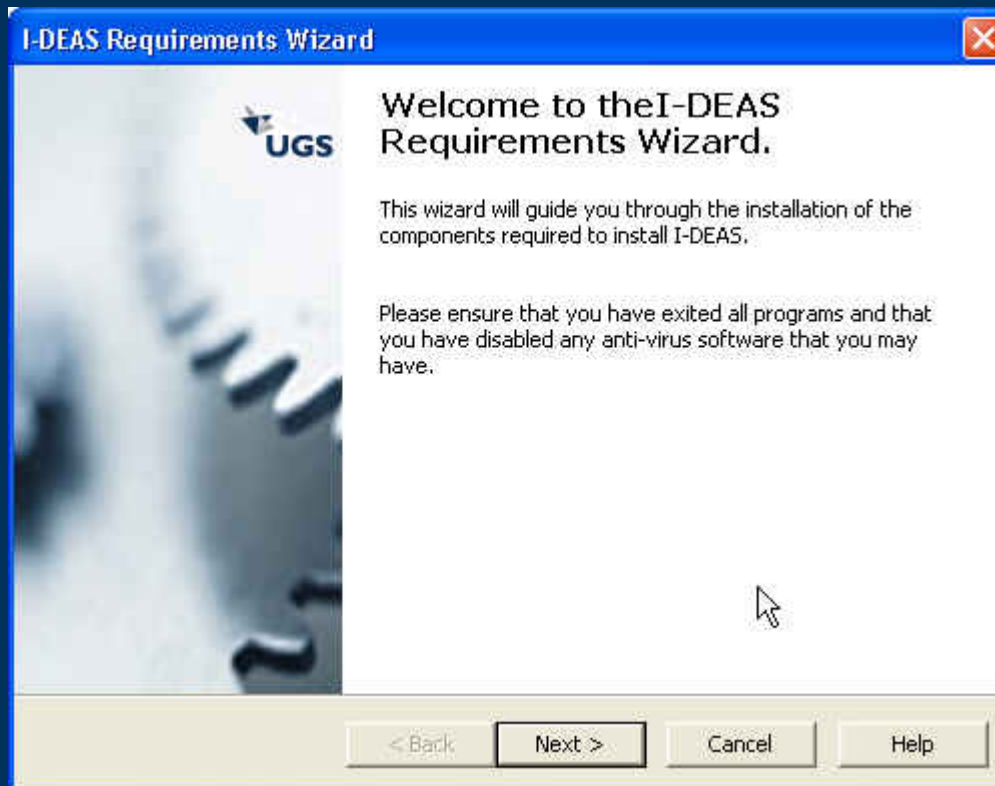 I-DEAS Requirements Wizard
UGS
Welcome to theI-DEAS
Requirements Wizard.
This wizard will guide you through the installation of the
components required to install I-DEAS.
Please ensure that you have exited all programs and that
you have disabled any anti-virus software that you may
have.
< Back
Next >
Cancel
Help